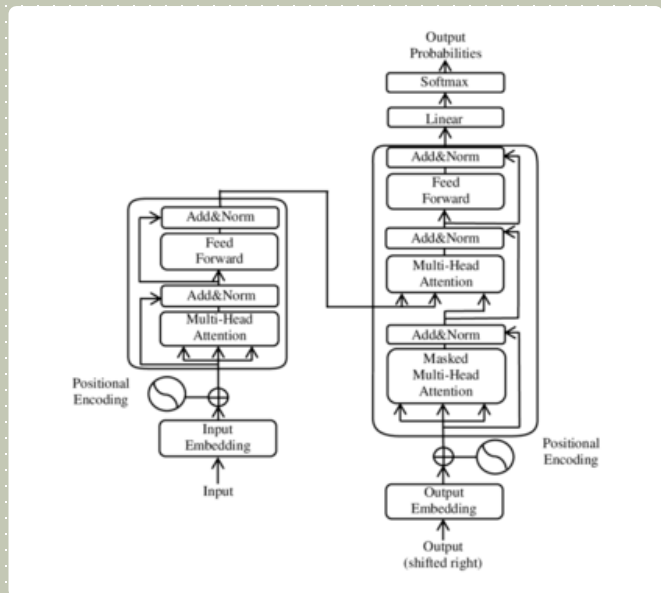 Output
Probabilities
Softmax
Linear
Add&Norm
Feed
Forward
Add&Norm
Multi-Head
Attention
Add&Norm
Masked
Multi-Head
Attention
Positional
Encoding
Output
Embedding
Output
(shifted right)
Add&Norm
Feed
Forward
Add&Norm
Multi-Head
Attention
Positional
Encoding
Input
Embedding
Input